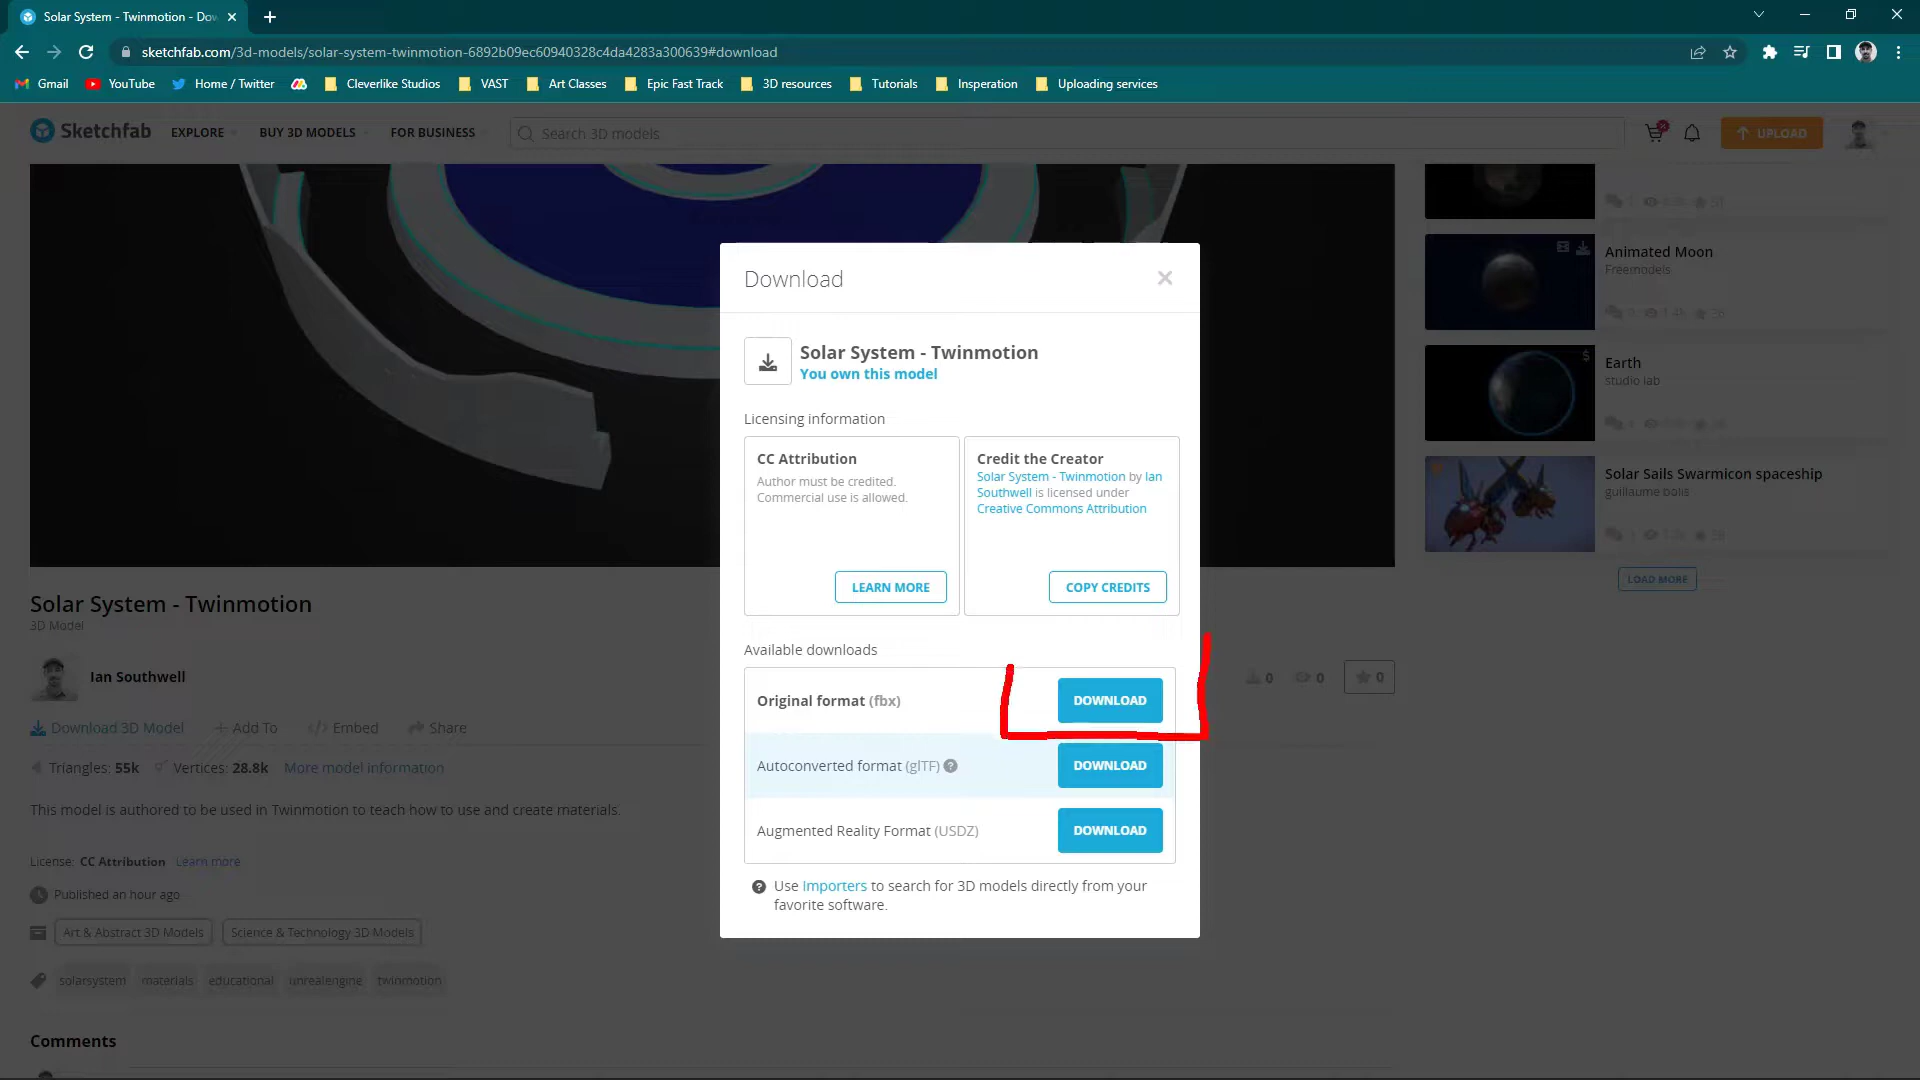 Solar System - Twinmotion - Dow
sketchfab.com/3d-models/solar-system-twinmotion-6892b09ec60940328c4da4283a300639#download
Gmail YouTube Home / Twitter Cleverlike Studios VAST Art Classes Epic Fast Track 3D resources Tutorials Insperation Uploading services
Sketchfab EXPLORE BUY 3D MODELS FOR BUSINESS Search 3D models UPLOAD
Animated Moon
Freemodels
Earth
studio lab
Solar Sails Swarmicon spaceship
guillaume bolis
LOAD MORE
Download
Solar System - Twinmotion
You own this model
Licensing information
CC Attribution
Author must be credited.
Commercial use is allowed.
LEARN MORE
Credit the Creator
Solar System - Twinmotion by Ian
Southwell is licensed under
Creative Commons Attribution
COPY CREDITS
Available downloads
Original format (fbx) DOWNLOAD
Autoconverted format (glTF) ? DOWNLOAD
Augmented Reality Format (USDZ) DOWNLOAD
? Use Importers to search for 3D models directly from your
favorite software.
Solar System - Twinmotion
3D Model
Ian Southwell
0 0 0
Download 3D Model Add To Embed Share
Triangles: 55k Vertices: 28.8k More model information
This model is authored to be used in Twinmotion to teach how to use and create materials.
License: CC Attribution Learn more
Published an hour ago
Art & Abstract 3D Models Science & Technology 3D Models
solarsystem materials educational unrealengine twinmotion
Comments